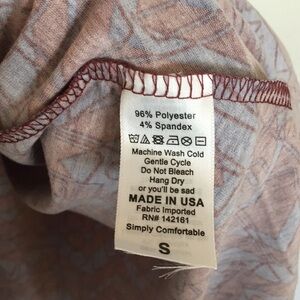 96% Polyester
4% Spandex
Machine Wash Cold
Gentle Cycle
Do Not Bleach
Hang Dry
or you'll be sad
MADE IN USA
Fabric Imported
RN# 142161
Simply Comfortable
S